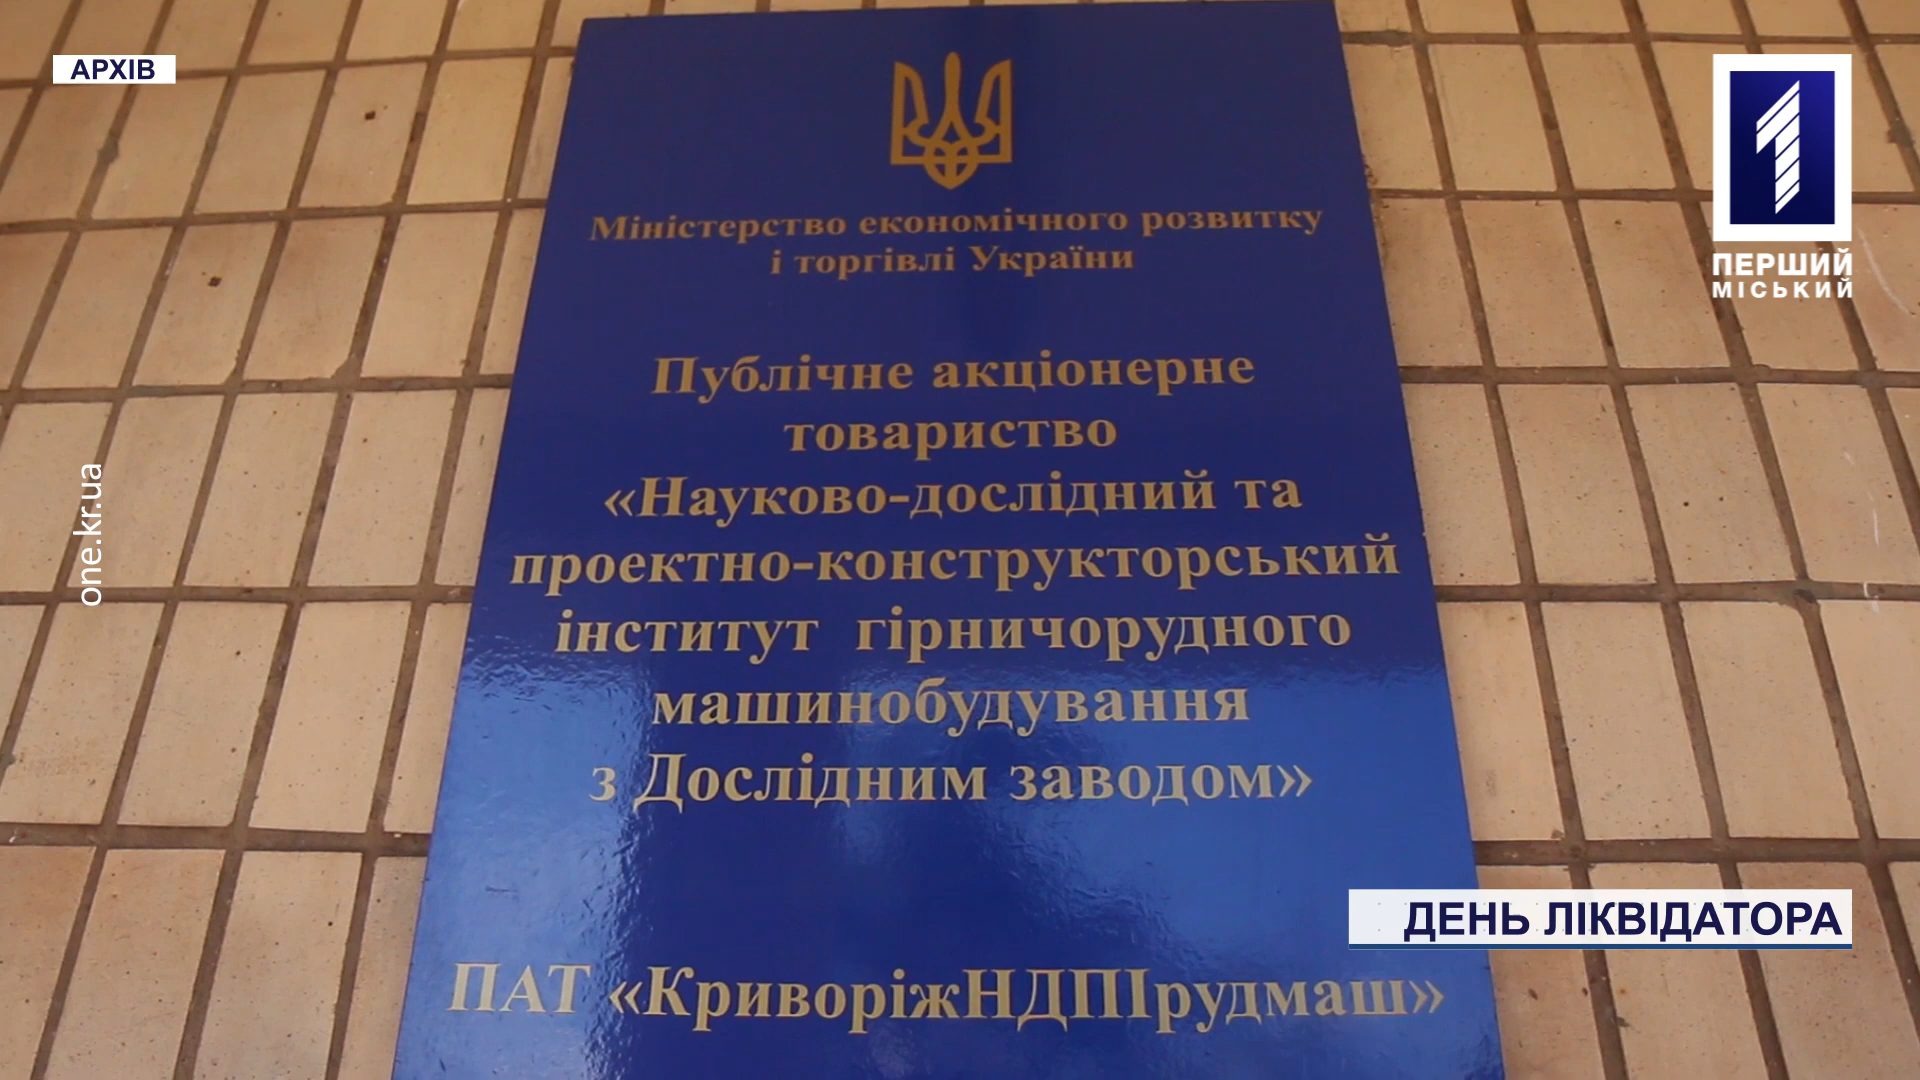 АРХІВ
ПЕРШИЙ
МІСЬКИЙ
one.kr.ua
Міністерство економічного розвитку
і торгівлі України
Публічне акціонерне
товариство
«Науково-дослідний та
проектно-конструкторський
інститут гірничорудного
машинобудування
з Дослідним заводом»
ДЕНЬ ЛІКВІДАТОРА
ПАТ «КриворіжНДПІрудмаш»